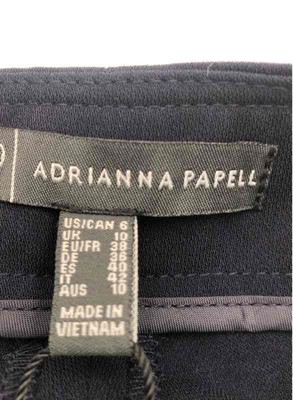 ADRIANNA PAPELL
US/CAN 6
UK 10
EU/FR 38
DE 36
ES 40
IT 42
AUS 10
MADE IN
VIETNAM